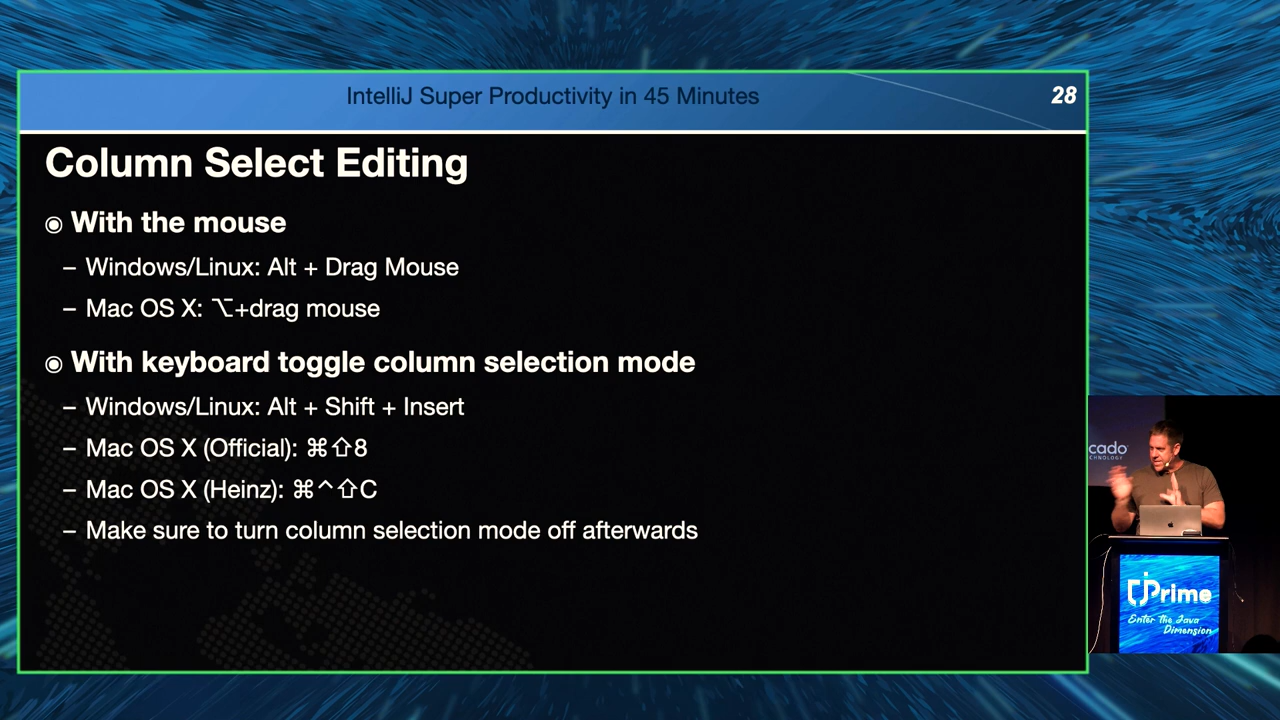 IntelliJ Super Productivity in 45 Minutes
28
Column Select Editing
◉ With the mouse
– Windows/Linux: Alt + Drag Mouse
– Mac OS X: ⌥+drag mouse
◉ With keyboard toggle column selection mode
– Windows/Linux: Alt + Shift + Insert
– Mac OS X (Official): ⌘⇧8
– Mac OS X (Heinz): ⌘^⇧C
– Make sure to turn column selection mode off afterwards
cado
CHNOLOGY
jPrime
Enter The Java
Dimension